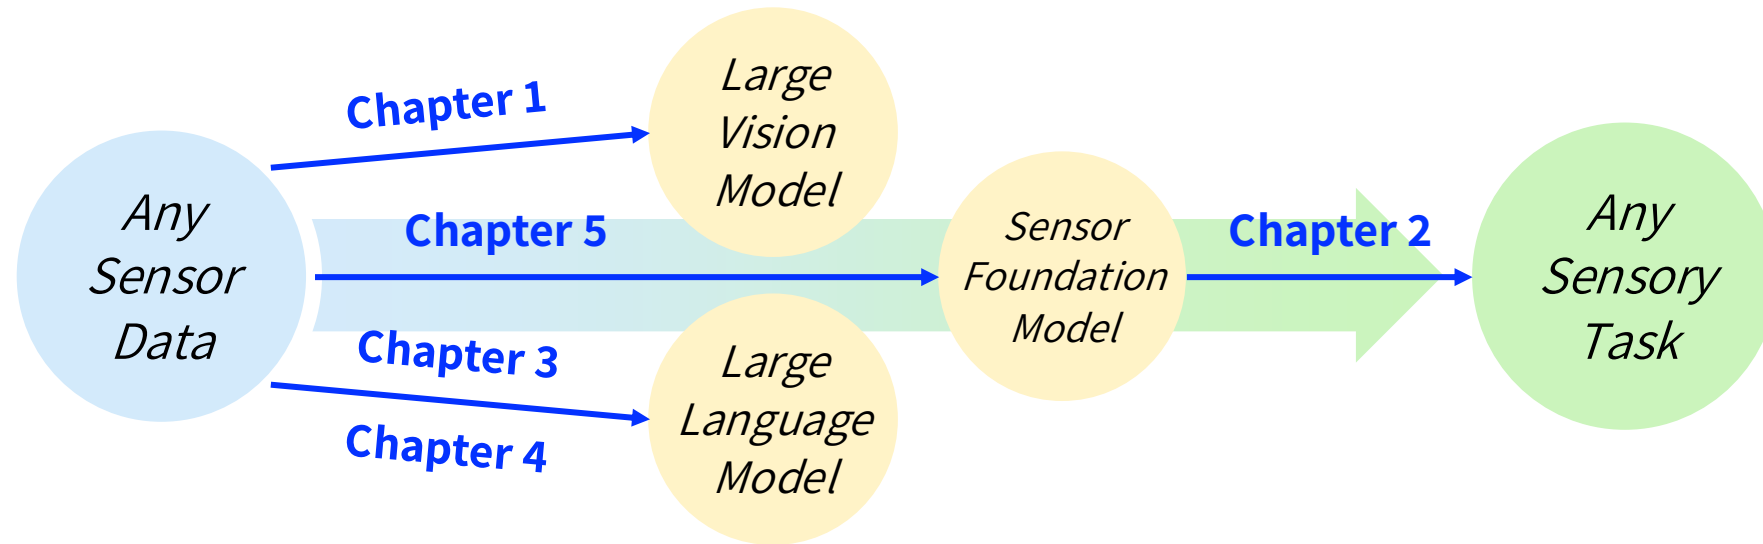 Any
Sensor
Data
Chapter 1
Large
Vision
Model
Chapter 5
Chapter 3
Chapter 4
Large
Language
Model
Sensor
Foundation
Model
Chapter 2
Any
Sensory
Task